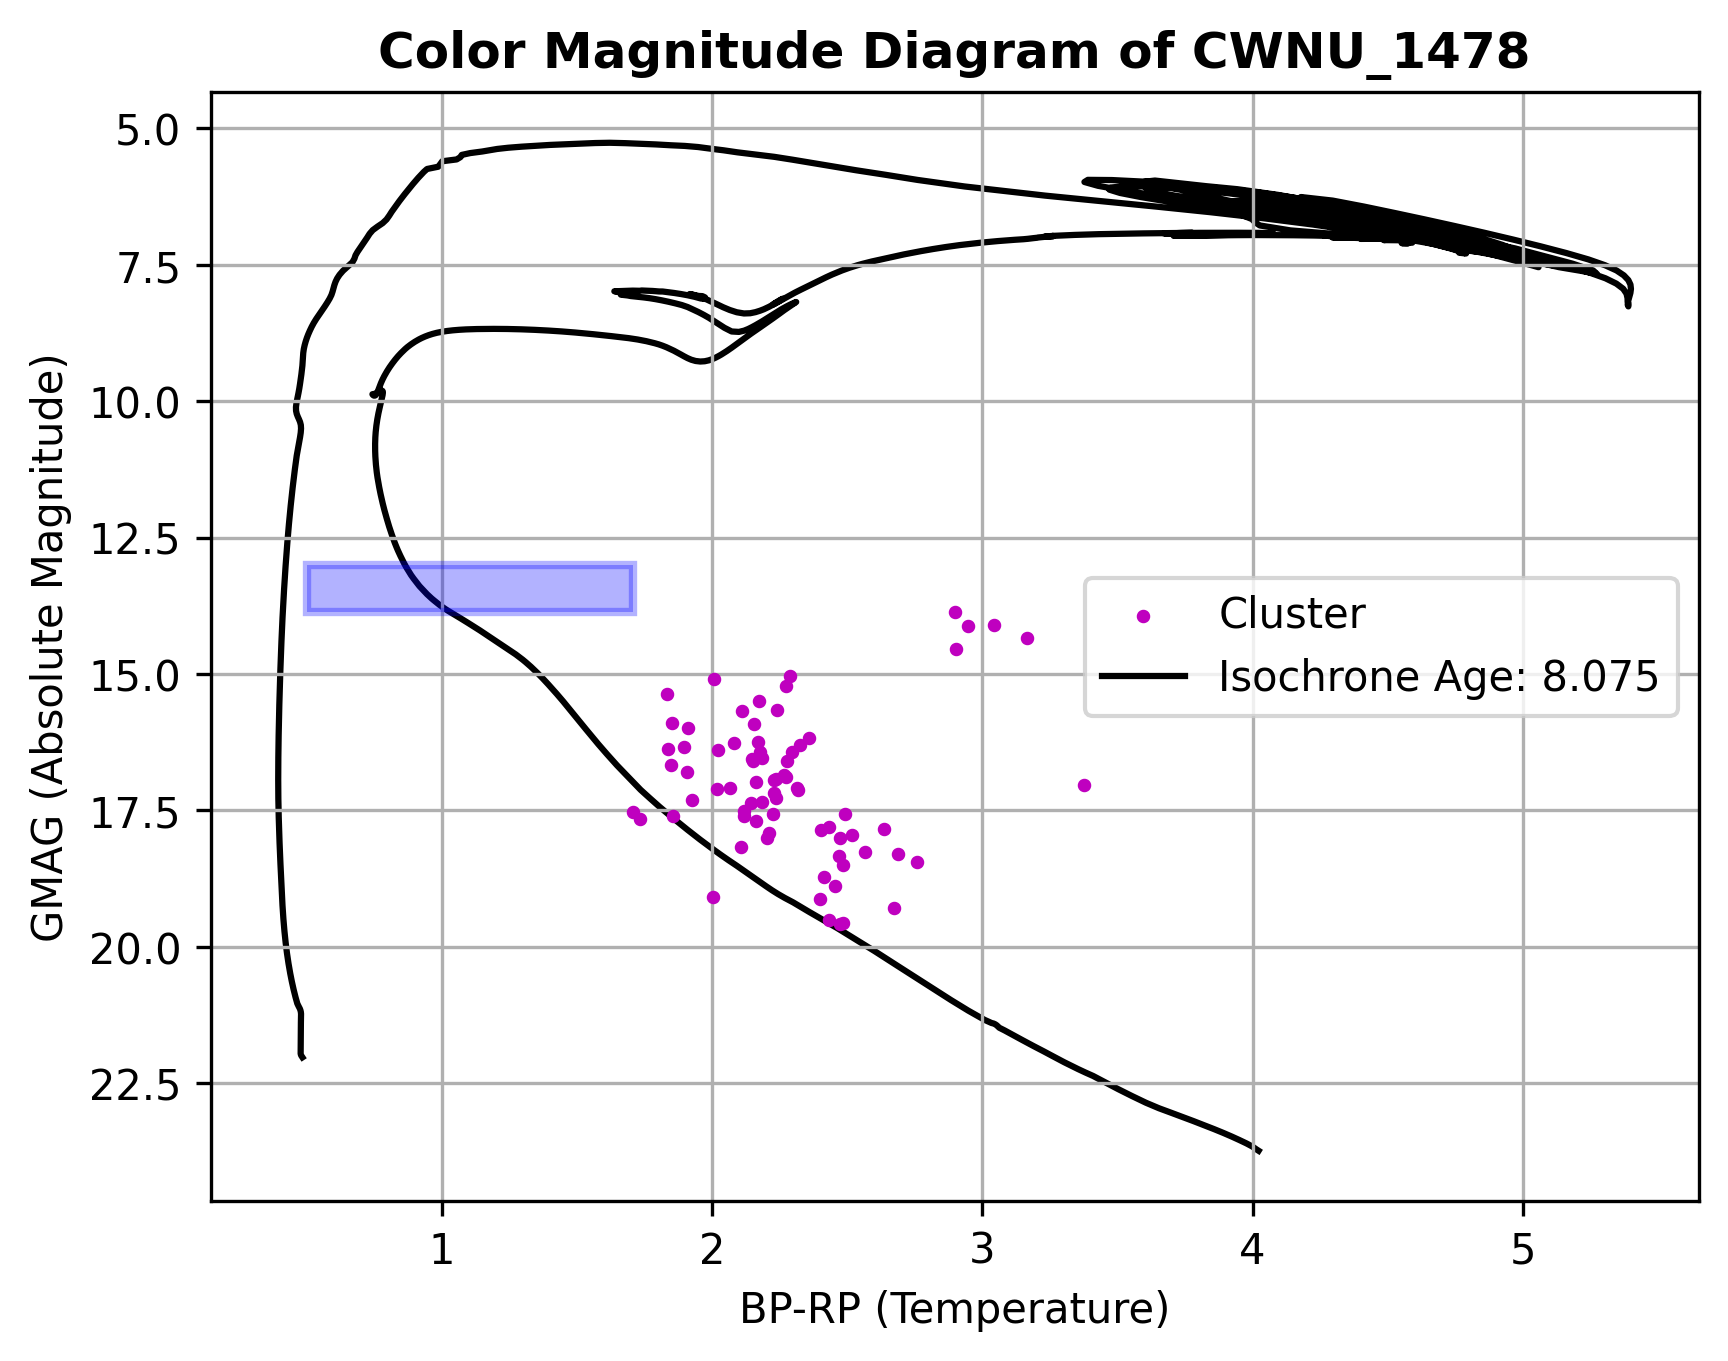 Color Magnitude Diagram of CWNU_1478
GMAG (Absolute Magnitude)
5.0
7.5
10.0
12.5
15.0
17.5
20.0
22.5
Cluster
Isochrone Age: 8.075
1 2 3 4 5
BP-RP (Temperature)